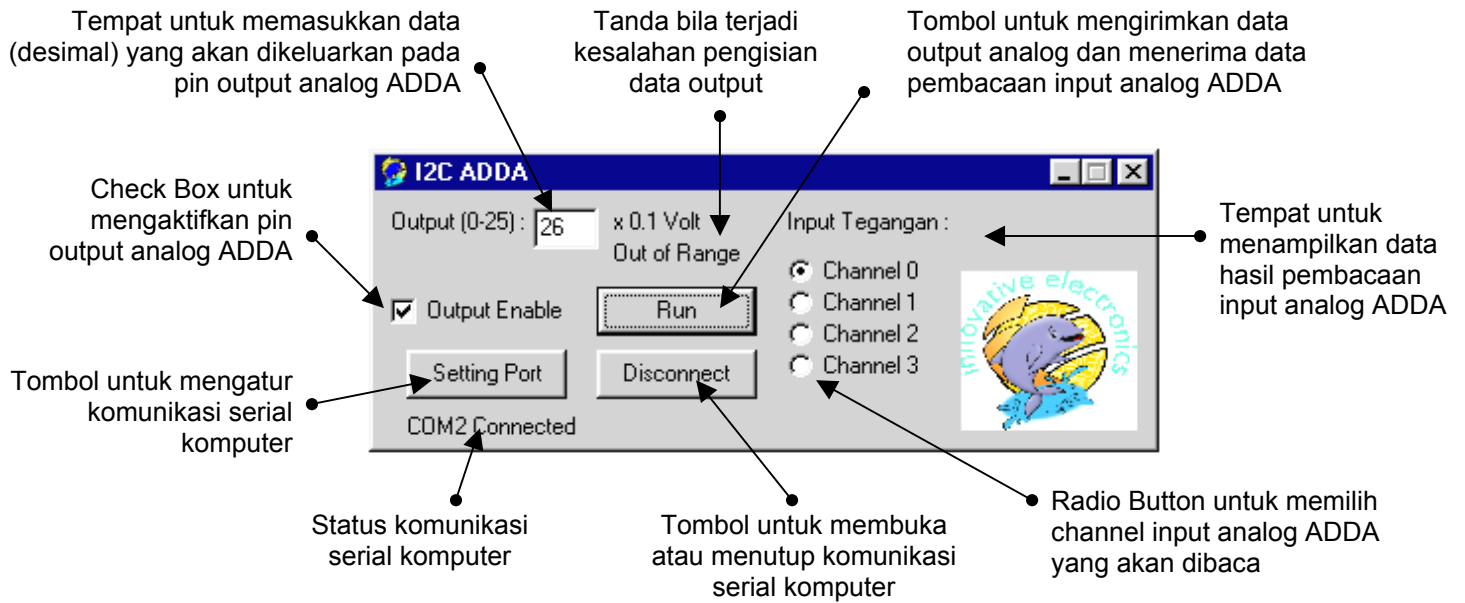 Tempat untuk memasukkan data
(desimal) yang akan dikeluarkan pada
pin output analog ADDA
Tanda bila terjadi
kesalahan pengisian
data output
Tombol untuk mengirimkan data
output analog dan menerima data
pembacaan input analog ADDA
Check Box untuk
mengaktifkan pin
output analog ADDA
I2C ADDA
Output (0-25) : 26 x 0.1 Volt
Out of Range
Input Tegangan :
Channel 0
Channel 1
Channel 2
Channel 3
Output Enable
Run
Setting Port
Disconnect
COM2 Connected
innovative electronics
Tempat untuk
menampilkan data
hasil pembacaan
input analog ADDA
Tombol untuk mengatur
komunikasi serial
komputer
Status komunikasi
serial komputer
Tombol untuk membuka
atau menutup komunikasi
serial komputer
Radio Button untuk memilih
channel input analog ADDA
yang akan dibaca